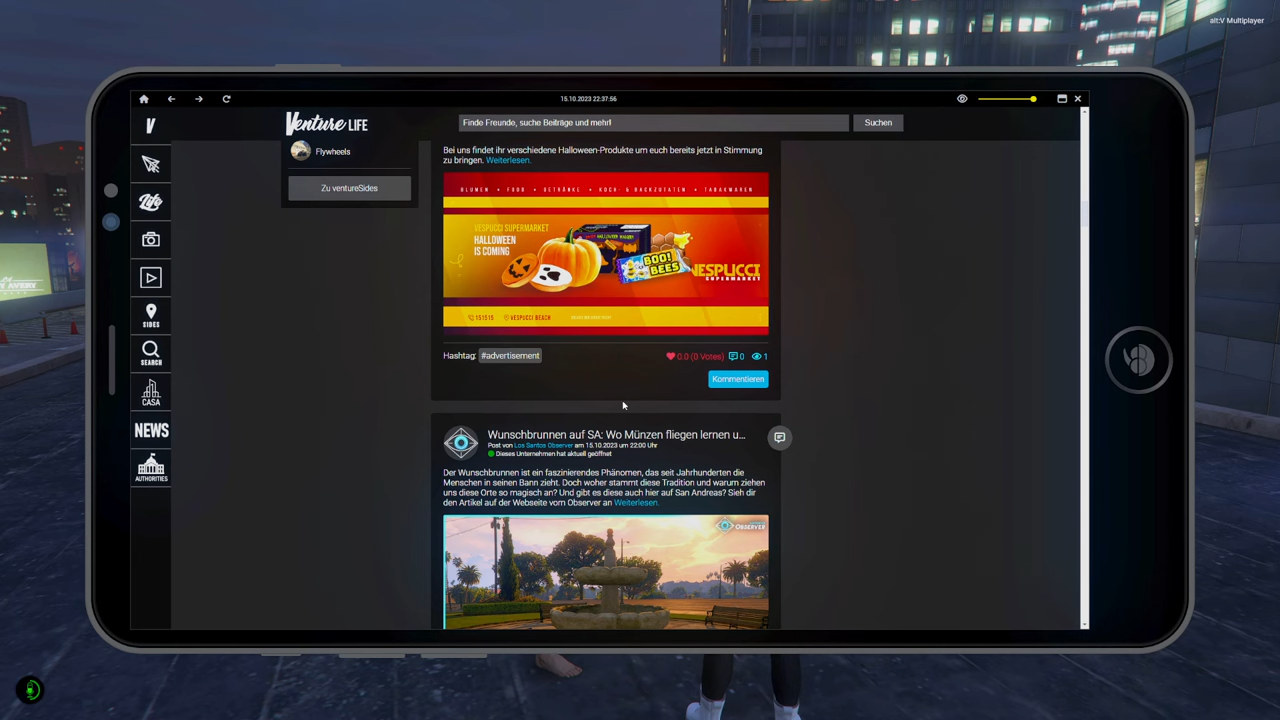 alt:V Multiplayer
15.10.2023 22:37:56
V
Venture LIFE
Finde Freunde, suche Beiträge und mehr!
Suchen
Flywheels
Zu ventureSides
Life
SIDES
SEARCH
CASA
NEWS
AUTHORITIES
Bei uns findet ihr verschiedene Halloween-Produkte um euch bereits jetzt in Stimmung
zu bringen. Weiterlesen.
BLUMEN • FOOD • GETRÄNKE • KOCH- & BACKZUTATEN • TABAKWAREN
VESPUCCI SUPERMARKET
HALLOWEEN
IS COMING
BOO!
BEES
VESPUCCI
SUPERMARKET
151515
VESPUCCI BEACH
Hashtag: #advertisement
0.0 (0 Votes) 0 1
Kommentieren
Wunschbrunnen auf SA: Wo Münzen fliegen lernen u...
Post von Los Santos Observer am 15.10.2023 um 22:00 Uhr
Dieses Unternehmen hat aktuell geöffnet
Der Wunschbrunnen ist ein faszinierendes Phänomen, das seit Jahrhunderten die
Menschen in seinen Bann zieht. Doch woher stammt diese Tradition und warum ziehen
uns diese Orte so magisch an? Und gibt es diese auch hier auf San Andreas? Sieh dir
den Artikel auf der Webseite vom Observer an Weiterlesen.
OBSERVER